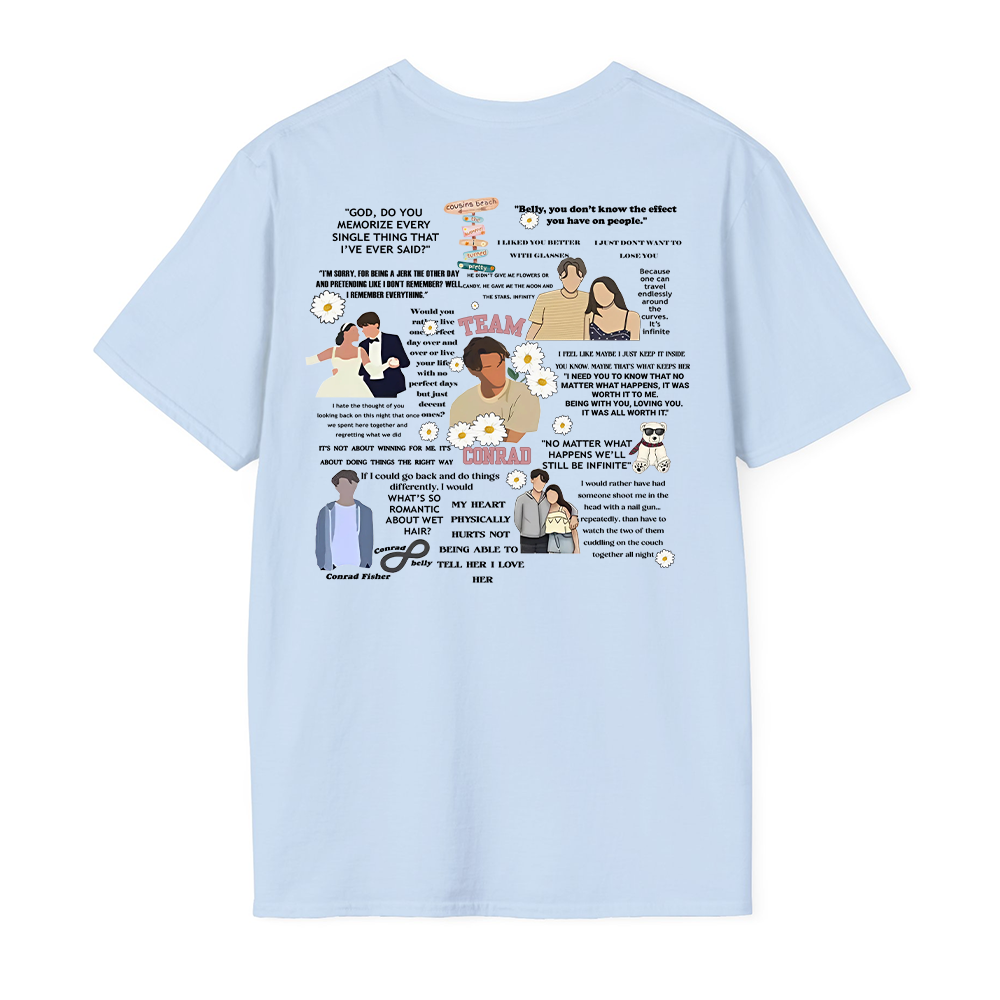 "GOD, DO YOU
MEMORIZE EVERY
SINGLE THING THAT
I'VE EVER SAID?"
cousins beach
the
summer
I
turned
pretty
"Belly, you don't know the effect
you have on people."
I LIKED YOU BETTER
WITH GLASSES
I JUST DON'T WANT TO
LOSE YOU
"I'M SORRY, FOR BEING A JERK THE OTHER DAY
AND PRETENDING LIKE I DON'T REMEMBER? WELL,
I REMEMBER EVERYTHING."
HE DIDN'T GIVE ME FLOWERS OR
CANDY. HE GAVE ME THE MOON AND
THE STARS. INFINITY
Because
one can
travel
endlessly
around
the
curves.
It's
infinite
Would you
rather live
one perfect
day over and
over or live
your life
with no
perfect days
but just
decent
ones?
TEAM
CONRAD
I FEEL LIKE MAYBE I JUST KEEP IT INSIDE
YOU KNOW. MAYBE THAT'S WHAT KEEPS HER
"I NEED YOU TO KNOW THAT NO
MATTER WHAT HAPPENS, IT WAS
WORTH IT TO ME.
BEING WITH YOU, LOVING YOU.
IT WAS ALL WORTH IT."
I hate the thought of you
looking back on this night that once
we spent here together and
regretting what we did
IT'S NOT ABOUT WINNING FOR ME. IT'S
ABOUT DOING THINGS THE RIGHT WAY
"NO MATTER WHAT
HAPPENS WE'LL
STILL BE INFINITE"
If I could go back and do things
differently, I would
WHAT'S SO
ROMANTIC
ABOUT WET
HAIR?
MY HEART
PHYSICALLY
HURTS NOT
BEING ABLE TO
TELL HER I LOVE
HER
I would rather have had
someone shoot me in the
head with a nail gun...
repeatedly, than have to
watch the two of them
cuddling on the couch
together all night
Conrad
belly
Conrad Fisher